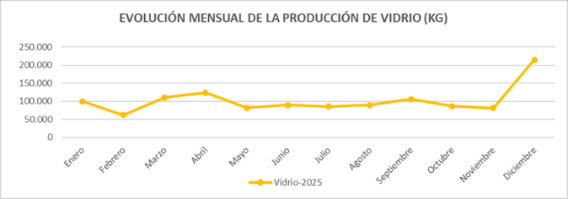 EVOLUCIÓN MENSUAL DE LA PRODUCCIÓN DE VIDRIO (KG)
250.000
200.000
150.000
100.000
50.000
0
Enero
Febrero
Marzo
Abril
Mayo
Junio
Julio
Agosto
Septiembre
Octubre
Noviembre
Diciembre
Vidrio-2025